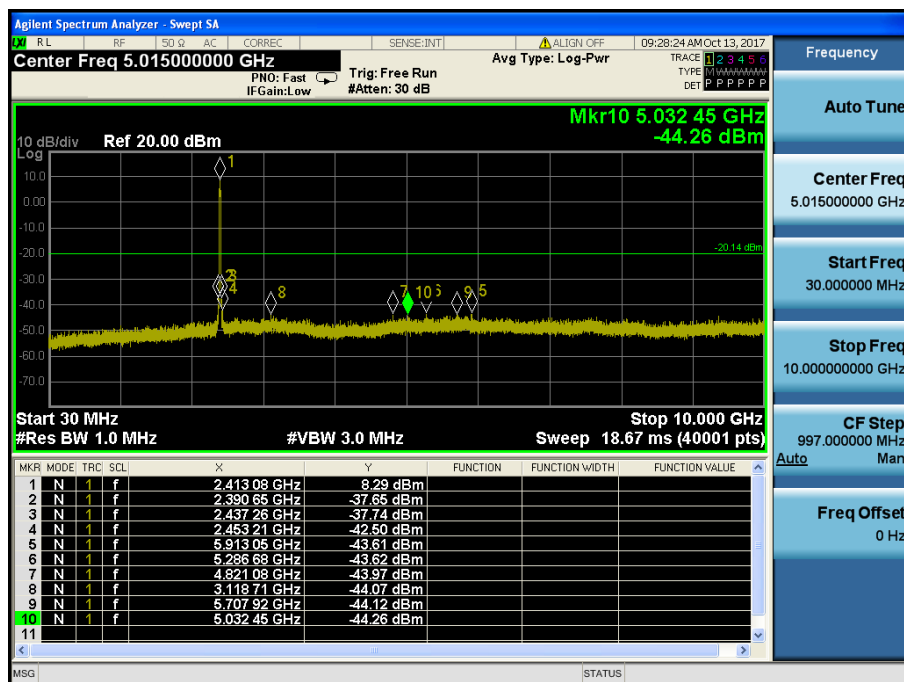 Agilent Spectrum Analyzer - Swept SA
LXI RL RF 50 Ω AC CORREC SENSE:INT ALIGN OFF 09:28:24 AM Oct 13, 2017
Center Freq 5.015000000 GHz
Avg Type: Log-Pwr
TRACE 1 2 3 4 5 6
TYPE M WWWWW
DET P P P P P P
PNO: Fast
IFGain:Low
Trig: Free Run
#Atten: 30 dB
Mkr10 5.032 45 GHz
-44.26 dBm
10 dB/div
Log
Ref 20.00 dBm
10.0
0.00
-10.0
-20.0
-30.0
-40.0
-50.0
-60.0
-70.0
-20.14 dBm
1
2 3
4
8
7 10 6 9 5
Start 30 MHz
Stop 10.000 GHz
#Res BW 1.0 MHz
#VBW 3.0 MHz
Sweep 18.67 ms (40001 pts)
MKR MODE TRC SCL X Y FUNCTION FUNCTION WIDTH FUNCTION VALUE
1 N 1 f 2.413 08 GHz 8.29 dBm
2 N 1 f 2.390 65 GHz -37.65 dBm
3 N 1 f 2.437 26 GHz -37.74 dBm
4 N 1 f 2.453 21 GHz -42.50 dBm
5 N 1 f 5.913 05 GHz -43.61 dBm
6 N 1 f 5.286 68 GHz -43.62 dBm
7 N 1 f 4.821 08 GHz -43.97 dBm
8 N 1 f 3.118 71 GHz -44.07 dBm
9 N 1 f 5.707 92 GHz -44.12 dBm
10 N 1 f 5.032 45 GHz -44.26 dBm
11
MSG
STATUS
Frequency
Auto Tune
Center Freq
5.015000000 GHz
Start Freq
30.000000 MHz
Stop Freq
10.000000000 GHz
CF Step
997.000000 MHz
Auto Man
Freq Offset
0 Hz